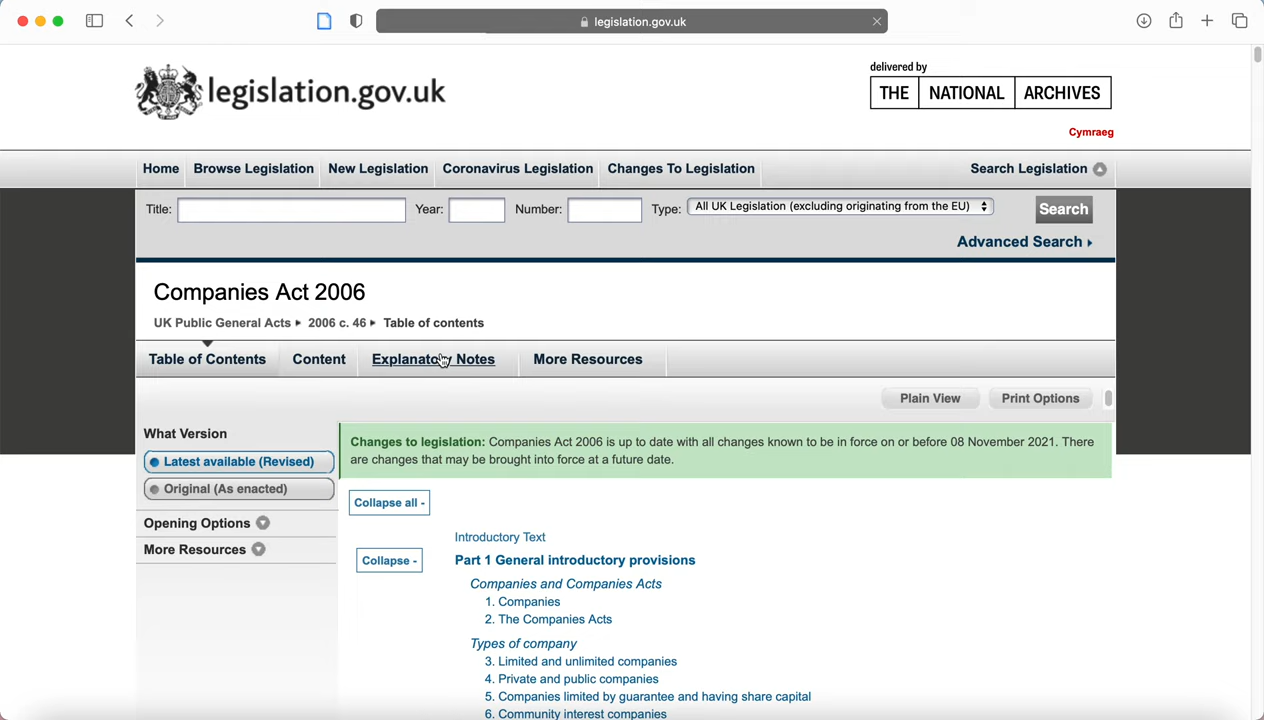 legislation.gov.uk
legislation.gov.uk
delivered by
THE NATIONAL ARCHIVES
Cymraeg
Home Browse Legislation New Legislation Coronavirus Legislation Changes To Legislation Search Legislation
Title: Year: Number: Type: All UK Legislation (excluding originating from the EU) Search
Advanced Search
Companies Act 2006
UK Public General Acts 2006 c. 46 Table of contents
Table of Contents Content Explanatory Notes More Resources
Plain View Print Options
What Version
Latest available (Revised)
Original (As enacted)
Opening Options
More Resources
Changes to legislation: Companies Act 2006 is up to date with all changes known to be in force on or before 08 November 2021. There
are changes that may be brought into force at a future date.
Collapse all -
Introductory Text
Collapse - Part 1 General introductory provisions
Companies and Companies Acts
1. Companies
2. The Companies Acts
Types of company
3. Limited and unlimited companies
4. Private and public companies
5. Companies limited by guarantee and having share capital
6. Community interest companies